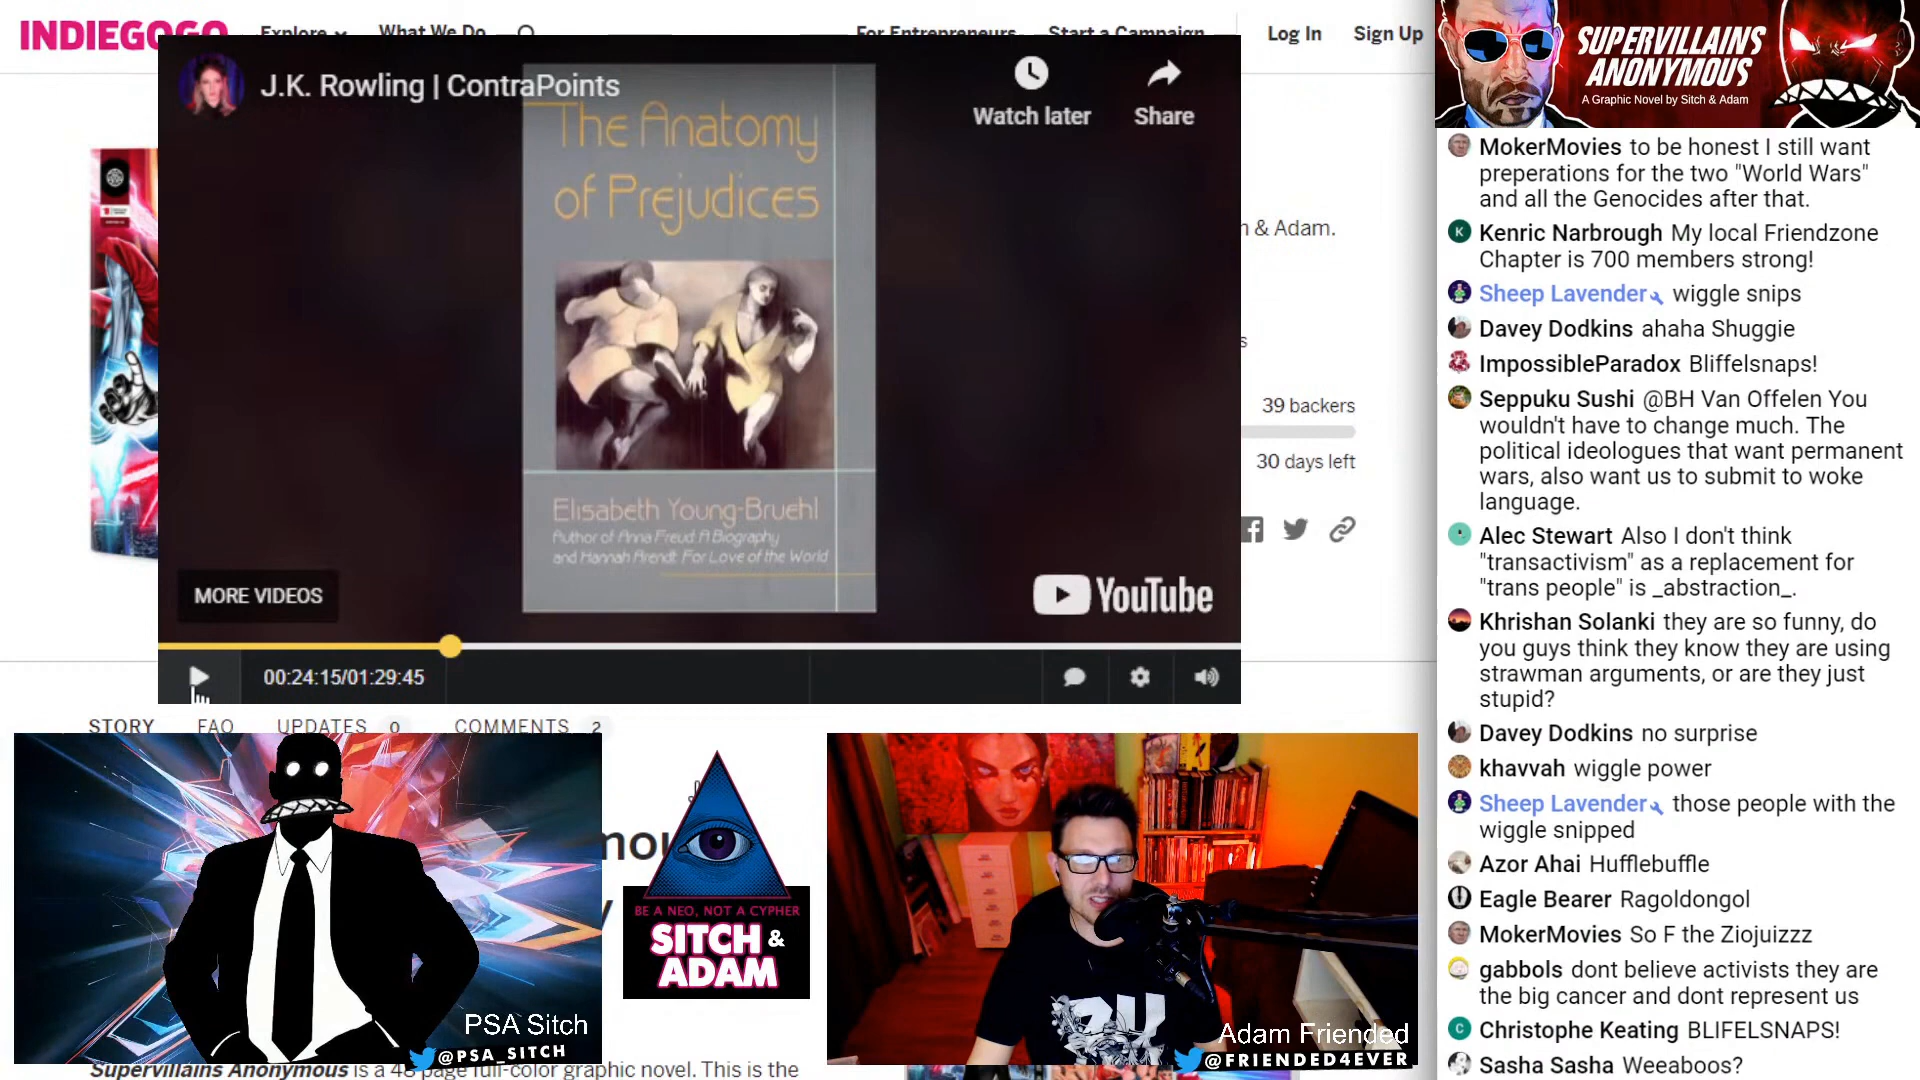 INDIEGOGO
Explore
What We Do
For Entrepreneurs
Start a Campaign
Log In
Sign Up
J.K. Rowling | ContraPoints
Watch later
Share
The Anatomy
of Prejudices
Elisabeth Young-Bruehl
Author of Anna Freud: A Biography
and Hannah Arendt: For Love of the World
MORE VIDEOS
YouTube
00:24:15/01:29:45
& Adam.
39 backers
30 days left
STORY
FAQ
UPDATES 0
COMMENTS 2
BE A NEO, NOT A CYPHER
SITCH &
ADAM
PSA Sitch
@PSA_SITCH
Adam Friended
@FRIENDED4EVER
Supervillains Anonymous is a 48 page full-color graphic novel. This is the
SUPERVILLAINS
ANONYMOUS
A Graphic Novel by Sitch & Adam
MokerMovies to be honest I still want
preperations for the two "World Wars"
and all the Genocides after that.
Kenric Narbrough My local Friendzone
Chapter is 700 members strong!
Sheep Lavender wiggle snips
Davey Dodkins ahaha Shuggie
ImpossibleParadox Bliffelsnaps!
Seppuku Sushi @BH Van Offelen You
wouldn't have to change much. The
political ideologues that want permanent
wars, also want us to submit to woke
language.
Alec Stewart Also I don't think
"transactivism" as a replacement for
"trans people" is _abstraction_.
Khrishan Solanki they are so funny, do
you guys think they know they are using
strawman arguments, or are they just
stupid?
Davey Dodkins no surprise
khavvah wiggle power
Sheep Lavender those people with the
wiggle snipped
Azor Ahai Hufflebuffle
Eagle Bearer Ragoldongol
MokerMovies So F the Ziojuizzz
gabbols dont believe activists they are
the big cancer and dont represent us
Christophe Keating BLIFELSNAPS!
Sasha Sasha Weeaboos?